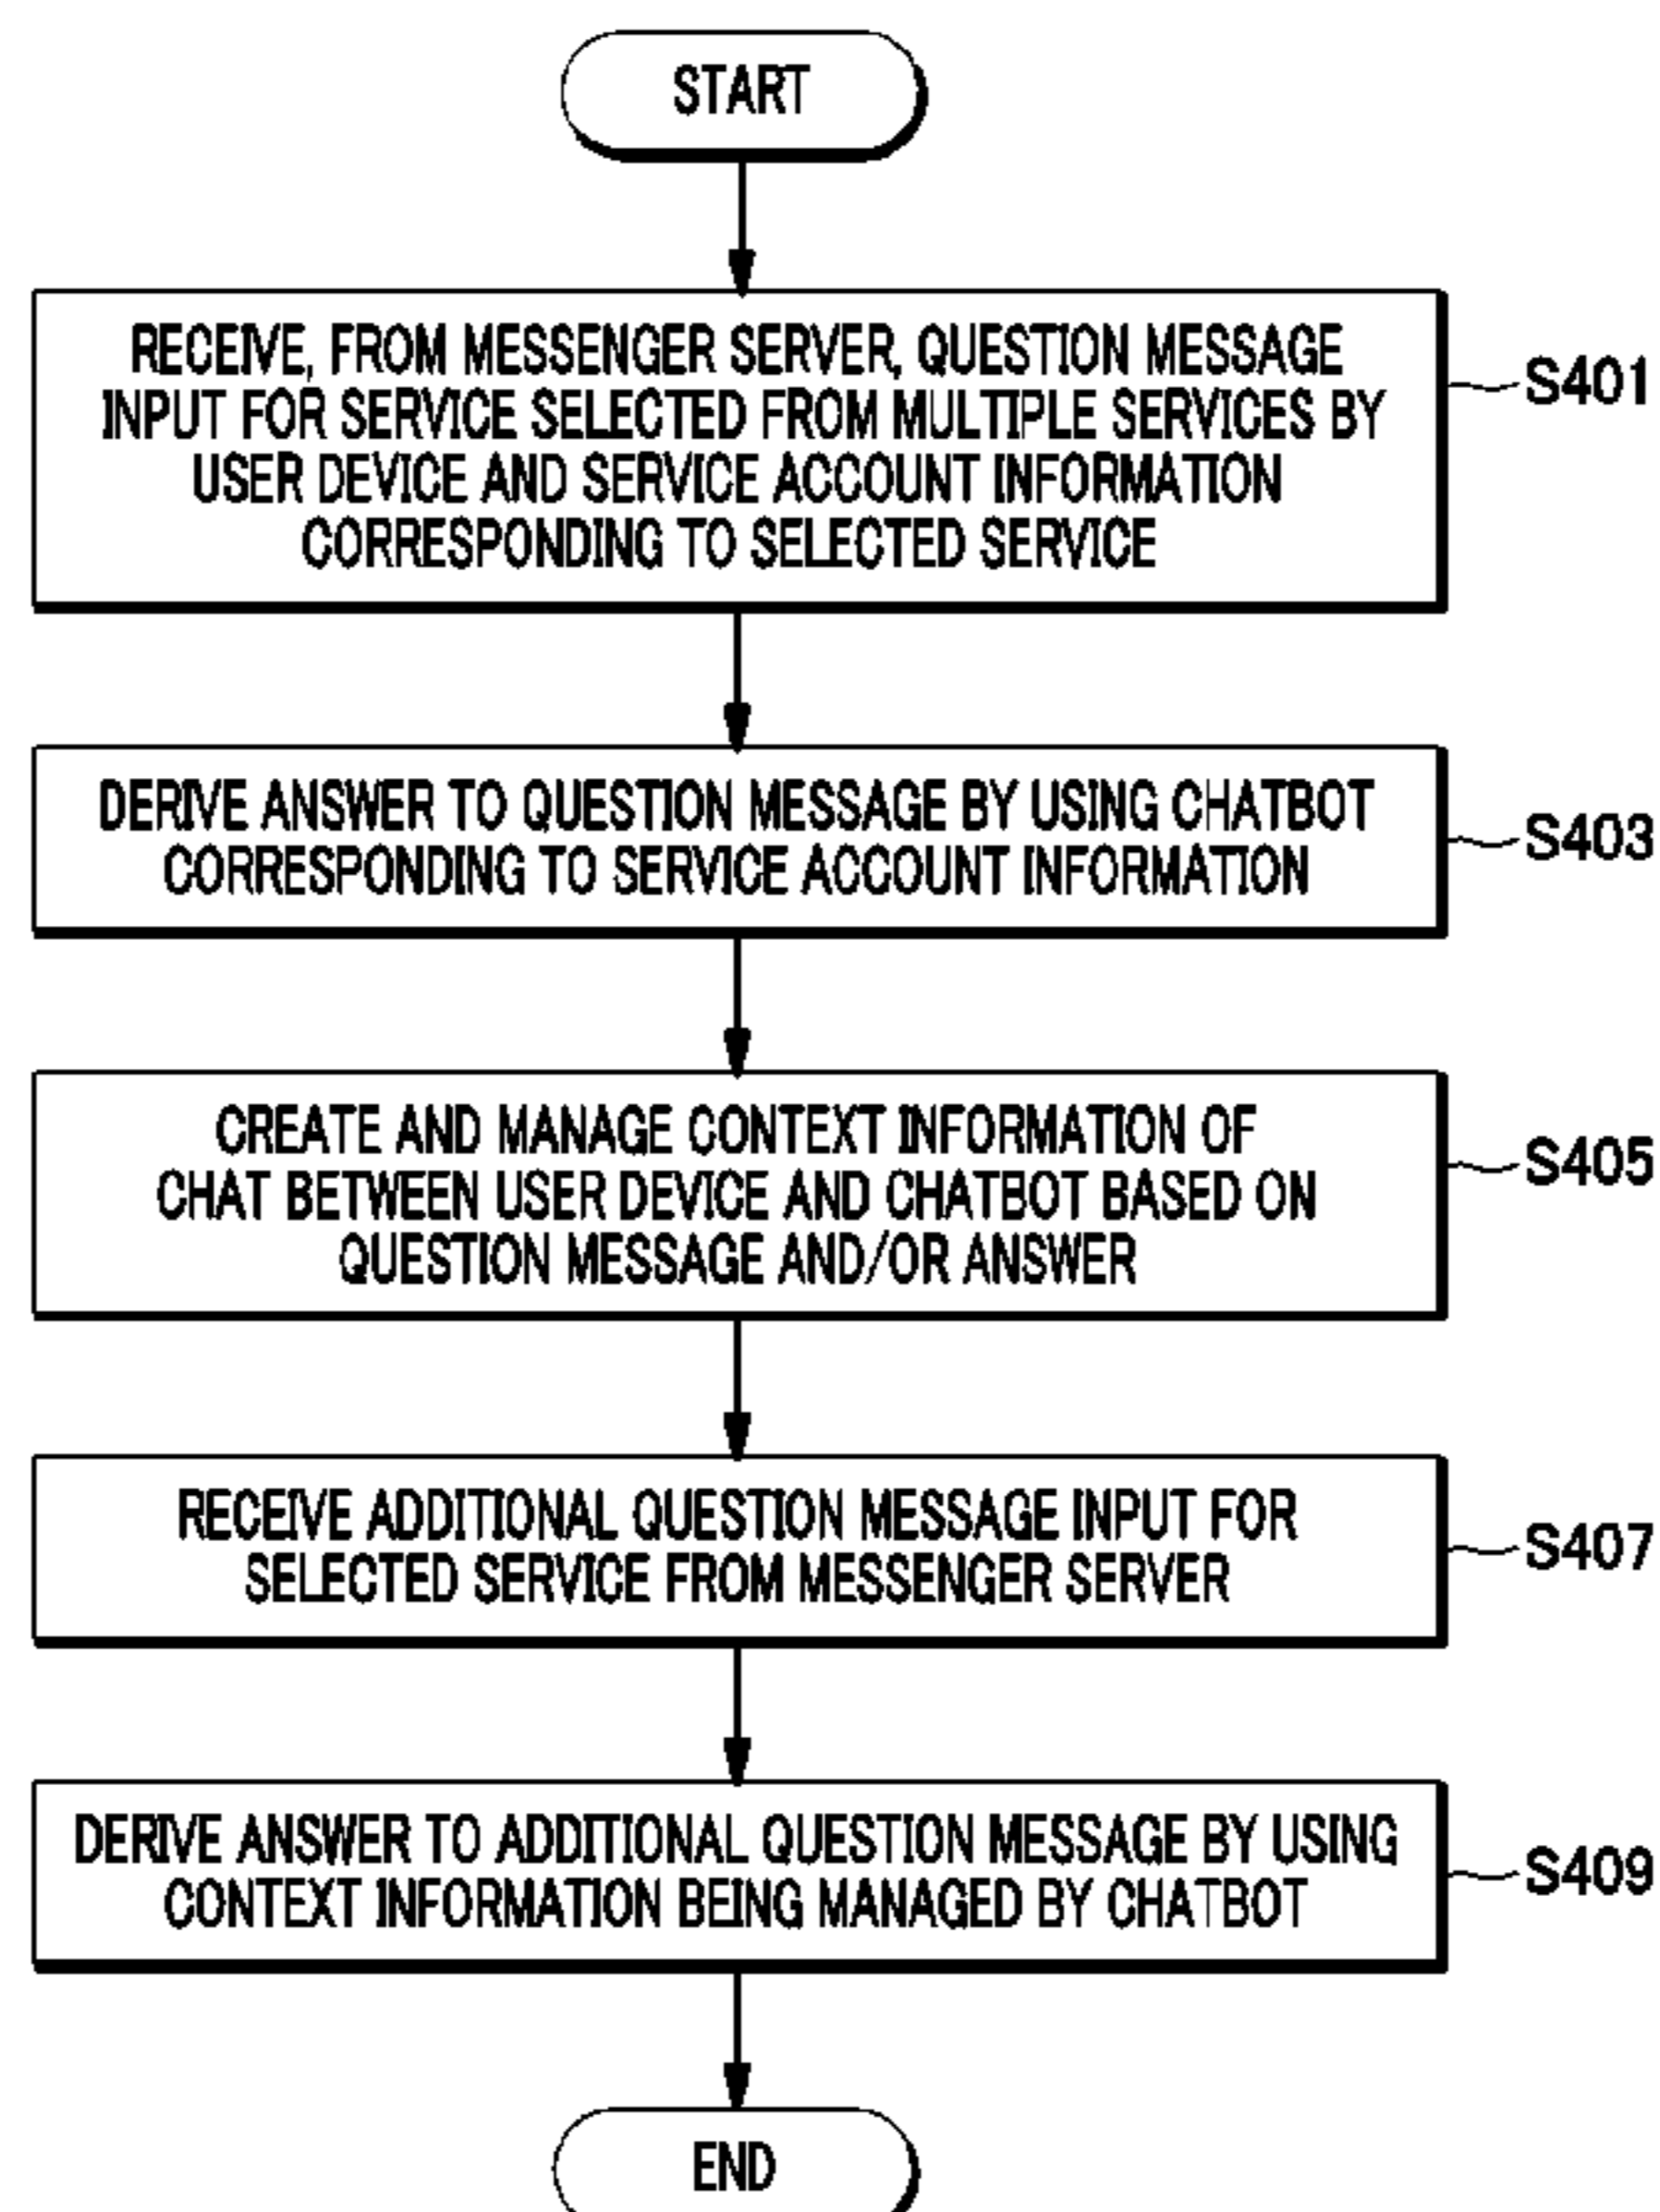 START
RECEIVE, FROM MESSENGER SERVER, QUESTION MESSAGE
INPUT FOR SERVICE SELECTED FROM MULTIPLE SERVICES BY
USER DEVICE AND SERVICE ACCOUNT INFORMATION
CORRESPONDING TO SELECTED SERVICE
S401
DERIVE ANSWER TO QUESTION MESSAGE BY USING CHATBOT
CORRESPONDING TO SERVICE ACCOUNT INFORMATION
S403
CREATE AND MANAGE CONTEXT INFORMATION OF
CHAT BETWEEN USER DEVICE AND CHATBOT BASED ON
QUESTION MESSAGE AND/OR ANSWER
S405
RECEIVE ADDITIONAL QUESTION MESSAGE INPUT FOR
SELECTED SERVICE FROM MESSENGER SERVER
S407
DERIVE ANSWER TO ADDITIONAL QUESTION MESSAGE BY USING
CONTEXT INFORMATION BEING MANAGED BY CHATBOT
S409
END